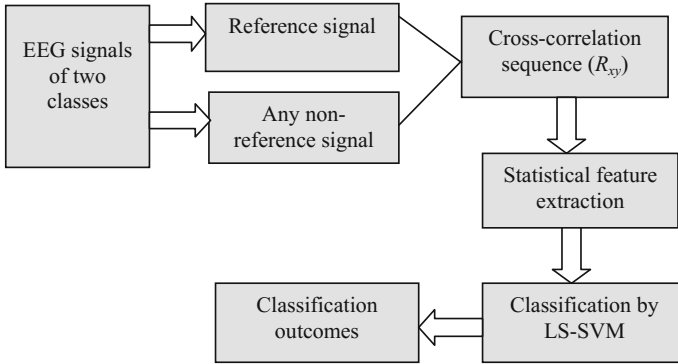 EEG signals
of two
classes
Reference signal
Any non-
reference signal
Cross-correlation
sequence (Rxy)
Statistical feature
extraction
Classification by
LS-SVM
Classification
outcomes